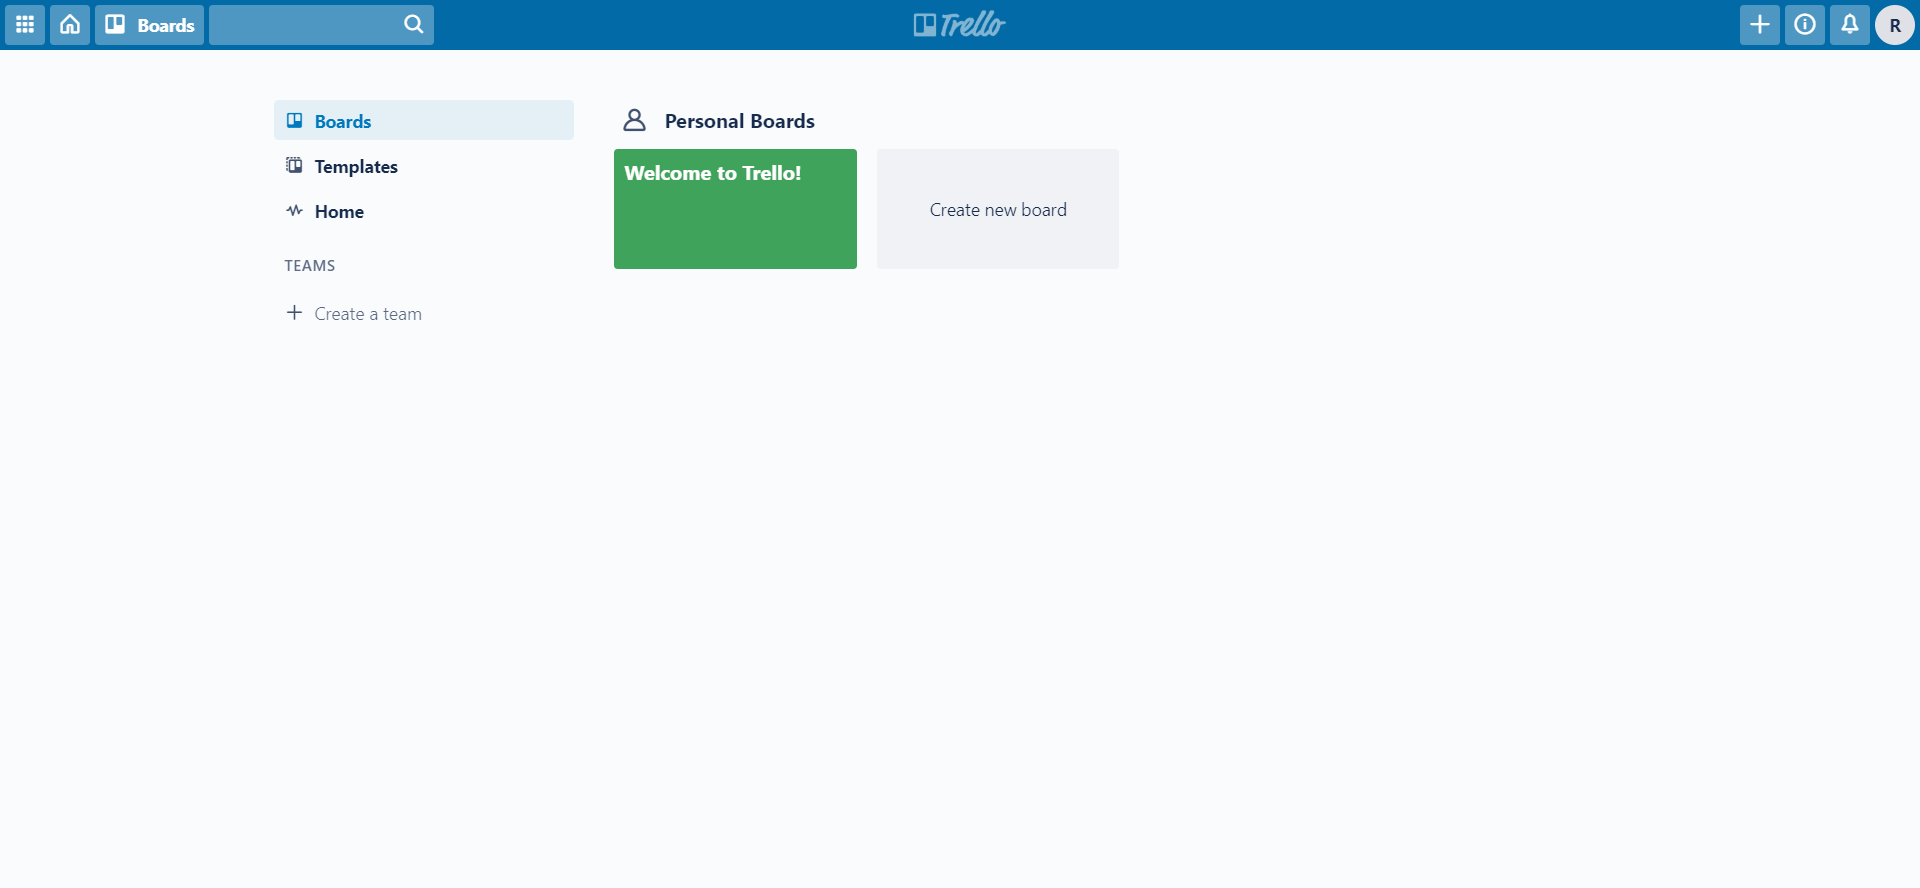 Boards
Trello
R
Boards
Templates
Home
TEAMS
Create a team
Personal Boards
Welcome to Trello!
Create new board